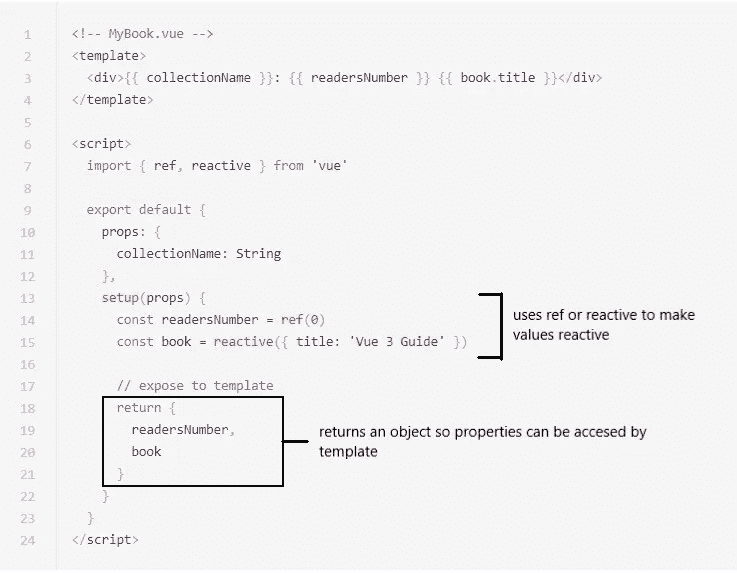 1 <!-- MyBook.vue -->
2 <template>
3 <div>{{ collectionName }}: {{ readersNumber }} {{ book.title }}</div>
4 </template>
5
6 <script>
7 import { ref, reactive } from 'vue'
8
9 export default {
10 props: {
11 collectionName: String
12 },
13 setup(props) {
14 const readersNumber = ref(0)
15 const book = reactive({ title: 'Vue 3 Guide' })
uses ref or reactive to make
values reactive
16
17 // expose to template
18 return {
19 readersNumber,
20 book
21 }
returns an object so properties can be accesed by
template
22 }
23 }
24 </script>